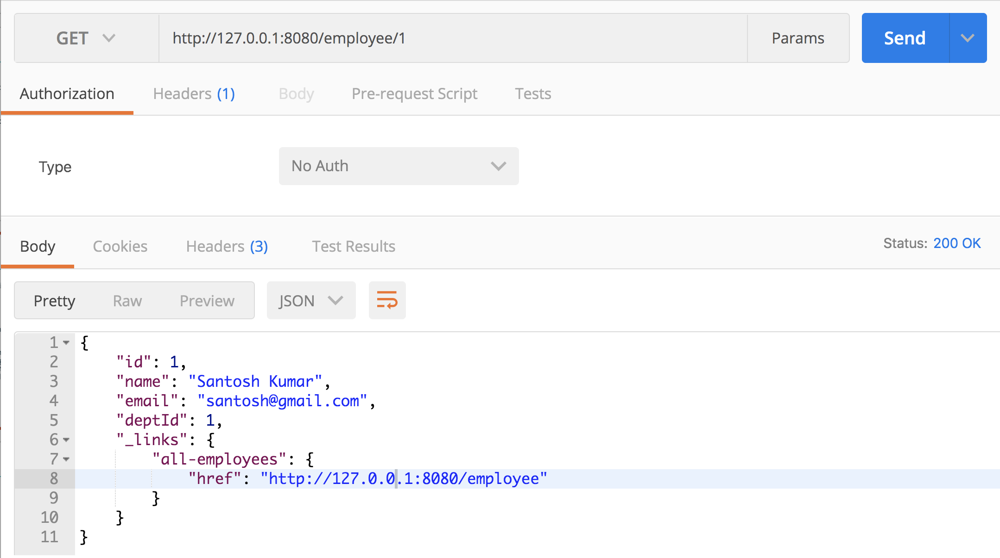 GET http://127.0.0.1:8080/employee/1 Params Send
Authorization Headers (1) Body Pre-request Script Tests
Type No Auth
Body Cookies Headers (3) Test Results Status: 200 OK
Pretty Raw Preview JSON
1 {
2 "id": 1,
3 "name": "Santosh Kumar",
4 "email": "santosh@gmail.com",
5 "deptId": 1,
6 "_links": {
7 "all-employees": {
8 "href": "http://127.0.0.1:8080/employee"
9 }
10 }
11 }